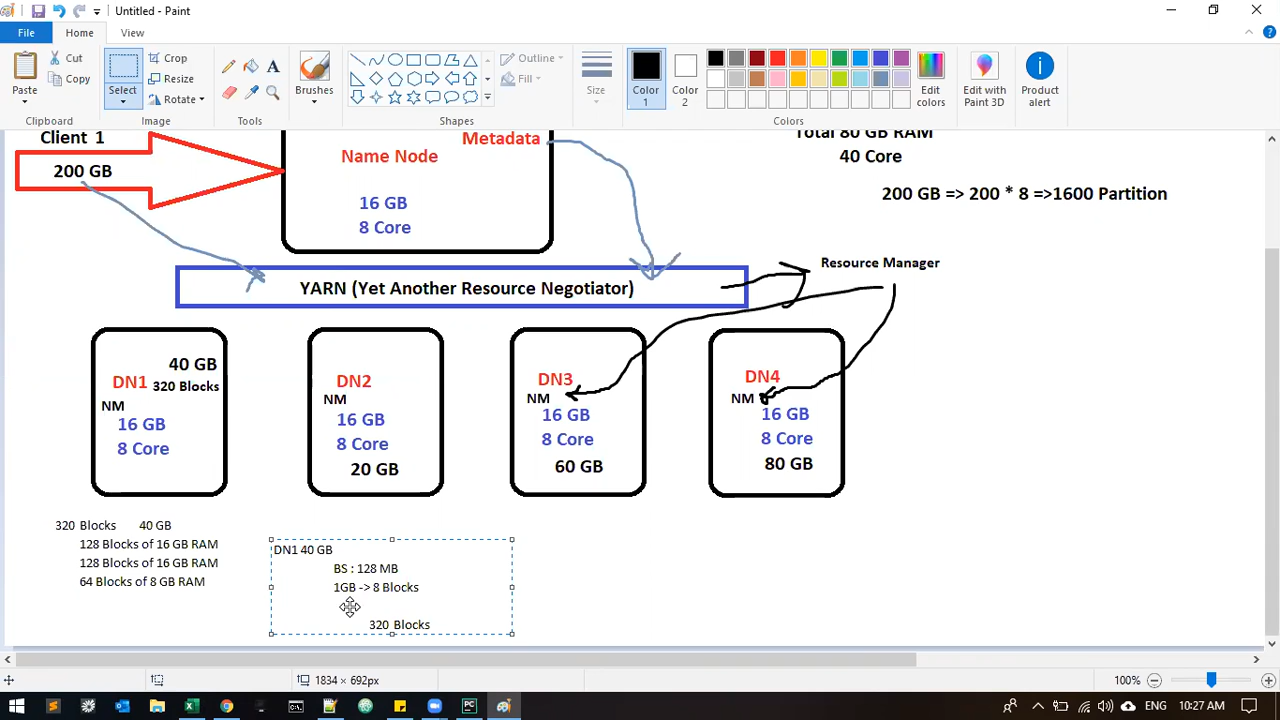 Untitled - Paint
File
Home
View
Paste
Cut
Copy
Clipboard
Select
Crop
Resize
Rotate
Image
Tools
A
Brushes
Shapes
Outline
Fill
Size
Color
1
Color
2
Colors
Edit
colors
Edit with
Paint 3D
Product
alert
Client 1
200 GB
Metadata
Name Node
16 GB
8 Core
Total 80 GB RAM
40 Core
200 GB => 200 * 8 =>1600 Partition
YARN (Yet Another Resource Negotiator)
Resource Manager
40 GB
DN1
320 Blocks
NM
16 GB
8 Core
DN2
NM
16 GB
8 Core
20 GB
DN3
NM
16 GB
8 Core
60 GB
DN4
NM
16 GB
8 Core
80 GB
320 Blocks 40 GB
128 Blocks of 16 GB RAM
128 Blocks of 16 GB RAM
64 Blocks of 8 GB RAM
DN1 40 GB
BS : 128 MB
1GB -> 8 Blocks
320 Blocks
1834 × 692px
100%
ENG
10:27 AM